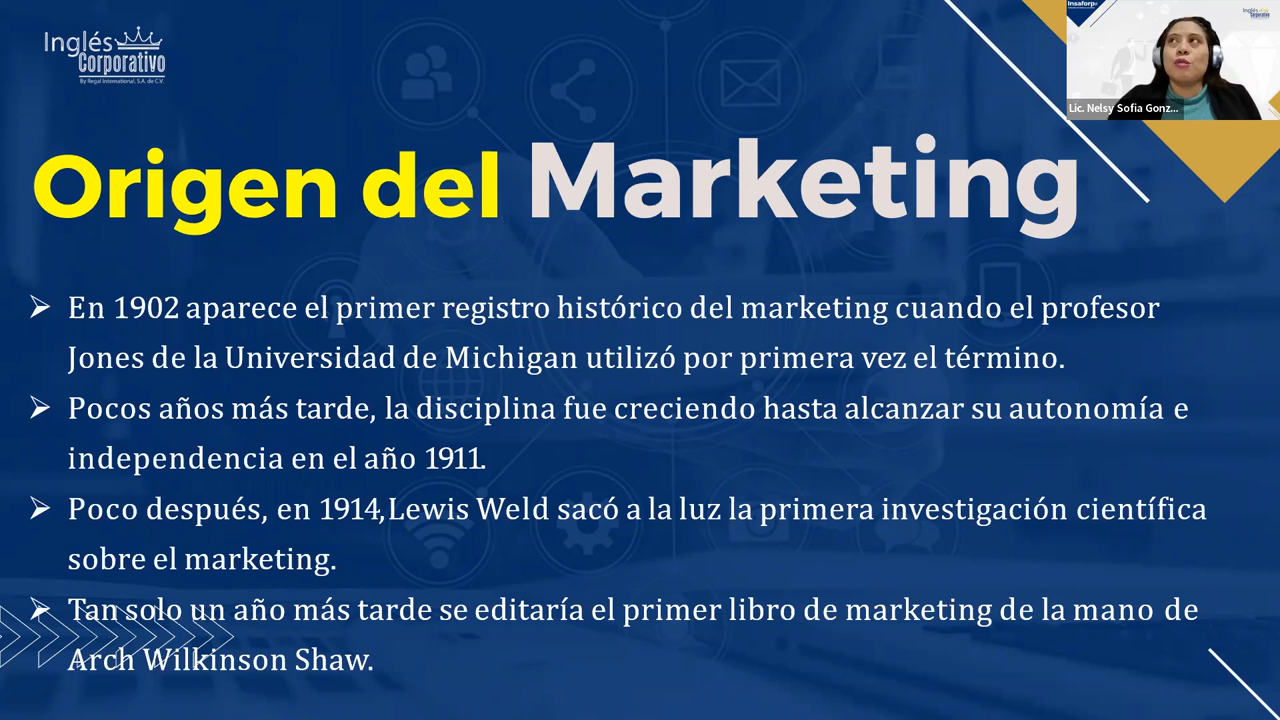 Inglés
Corporativo
By Regal International, S.A. de C.V.
Insaforp
Lic. Nelsy Sofia Gonz...
Origen del Marketing
En 1902 aparece el primer registro histórico del marketing cuando el profesor
Jones de la Universidad de Michigan utilizó por primera vez el término.
Pocos años más tarde, la disciplina fue creciendo hasta alcanzar su autonomía e
independencia en el año 1911.
Poco después, en 1914,Lewis Weld sacó a la luz la primera investigación científica
sobre el marketing.
Tan solo un año más tarde se editaría el primer libro de marketing de la mano de
Arch Wilkinson Shaw.